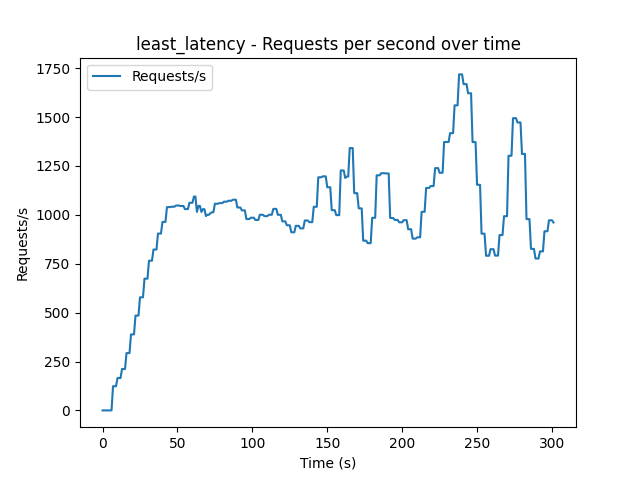 least_latency - Requests per second over time
Requests/s
1750
1500
1250
1000
750
500
250
0
Requests/s
0 50 100 150 200 250 300
Time (s)